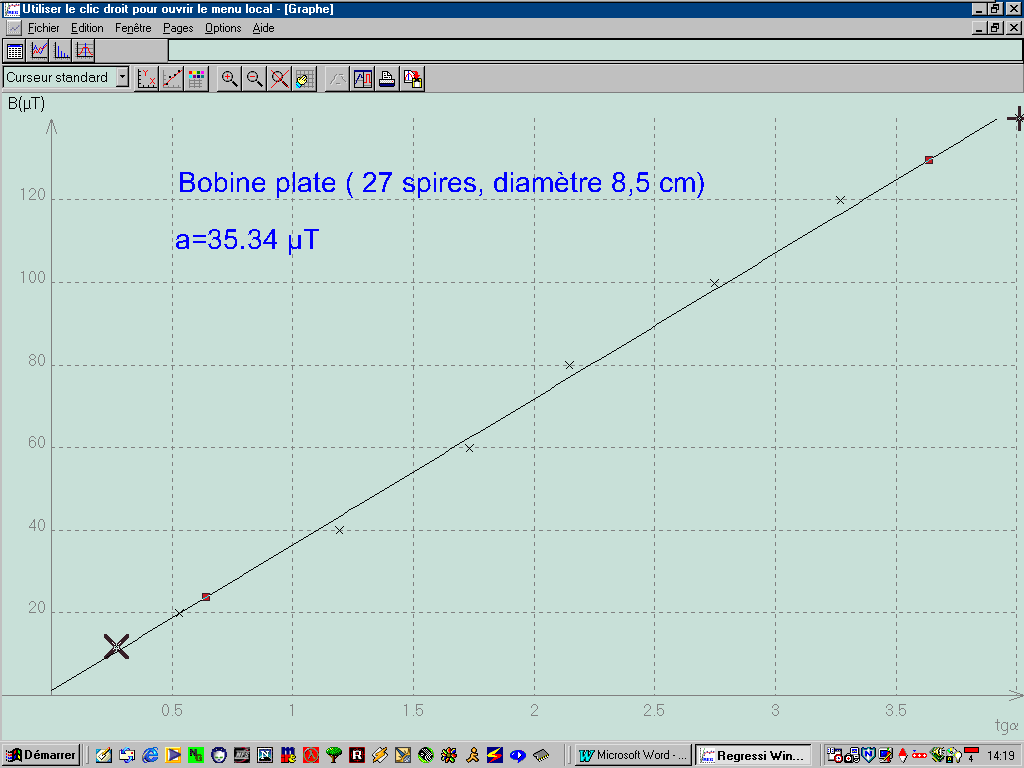 Utiliser le clic droit pour ouvrir le menu local - [Graphe]
Fichier Edition Fenêtre Pages Options Aide
Curseur standard
B(µT)
Bobine plate ( 27 spires, diamètre 8,5 cm)
120
a=35.34 µT
100
80
60
40
20
0.5 1 1.5 2 2.5 3 3.5
tgα
Démarrer Microsoft Word - ... Regressi Win... 14:19